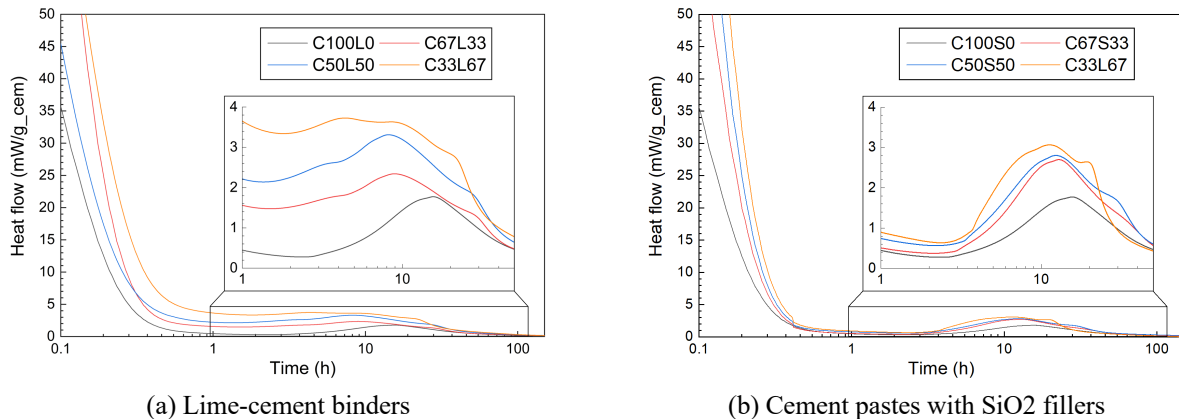 50
45
40
35
30
25
20
15
10
5
0
Heat flow (mW/g_cem)
C100L0 C67L33
C50L50 C33L67
4
3
2
1
0
1 10
0.1 1 10 100
Time (h)
(a) Lime-cement binders
50
45
40
35
30
25
20
15
10
5
0
Heat flow (mW/g_cem)
C100S0 C67S33
C50S50 C33L67
4
3
2
1
0
1 10
0.1 1 10 100
Time (h)
(b) Cement pastes with SiO2 fillers